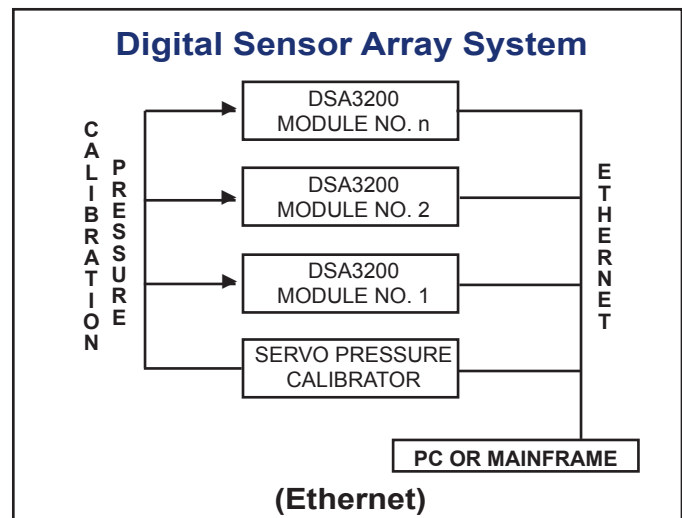 Digital Sensor Array System
CALIBRATION
PRESSURE
DSA3200
MODULE NO. n
DSA3200
MODULE NO. 2
DSA3200
MODULE NO. 1
SERVO PRESSURE
CALIBRATOR
ETHERNET
PC OR MAINFRAME
(Ethernet)